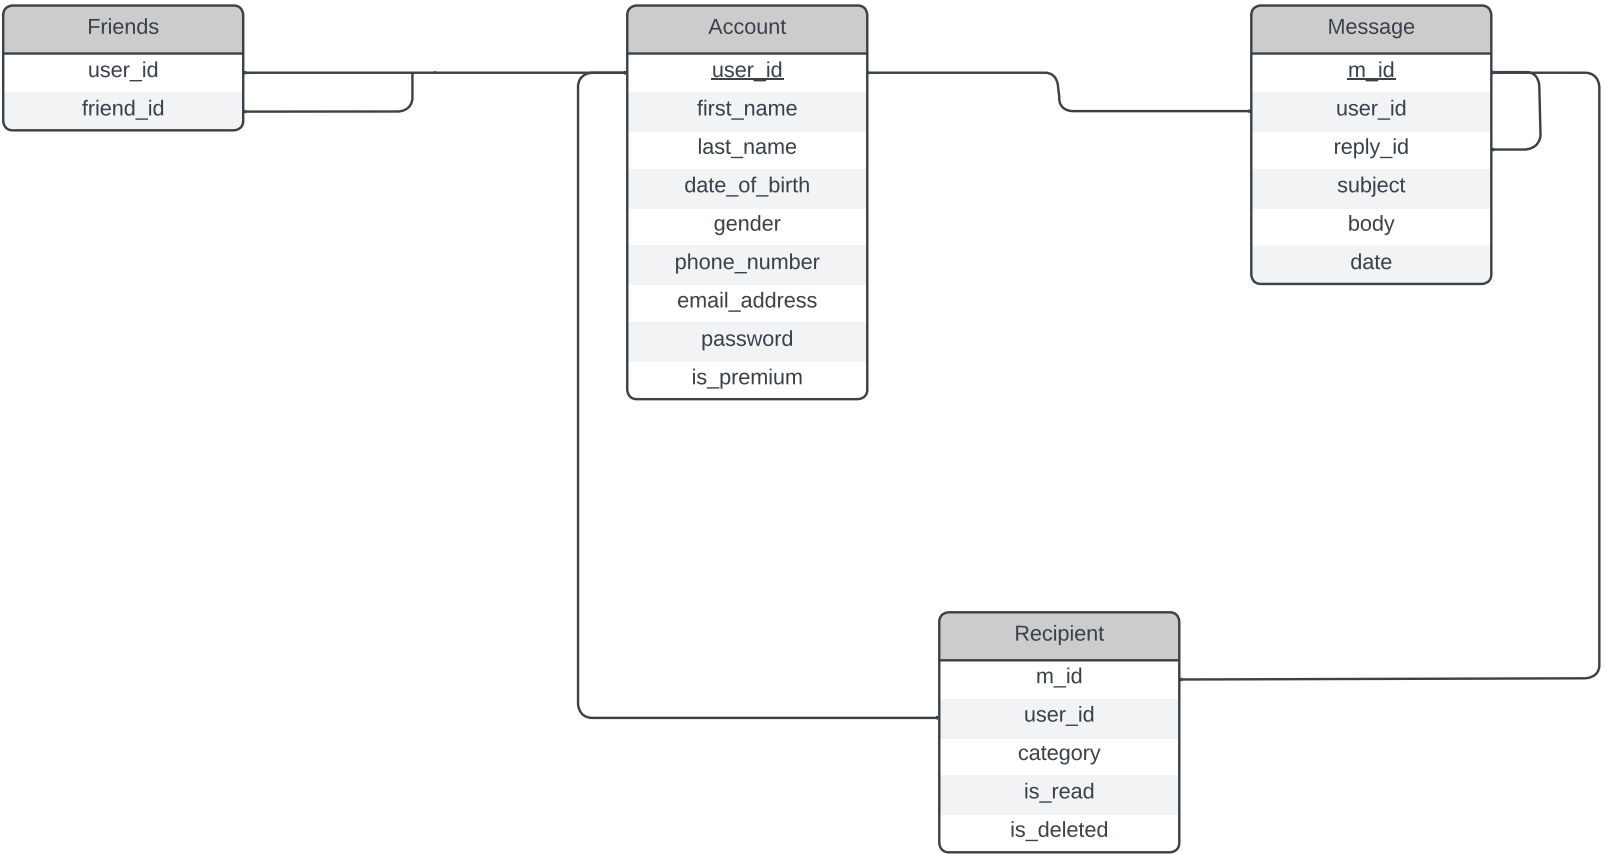 Friends
user_id
friend_id
Account
user_id
first_name
last_name
date_of_birth
gender
phone_number
email_address
password
is_premium
Message
m_id
user_id
reply_id
subject
body
date
Recipient
m_id
user_id
category
is_read
is_deleted